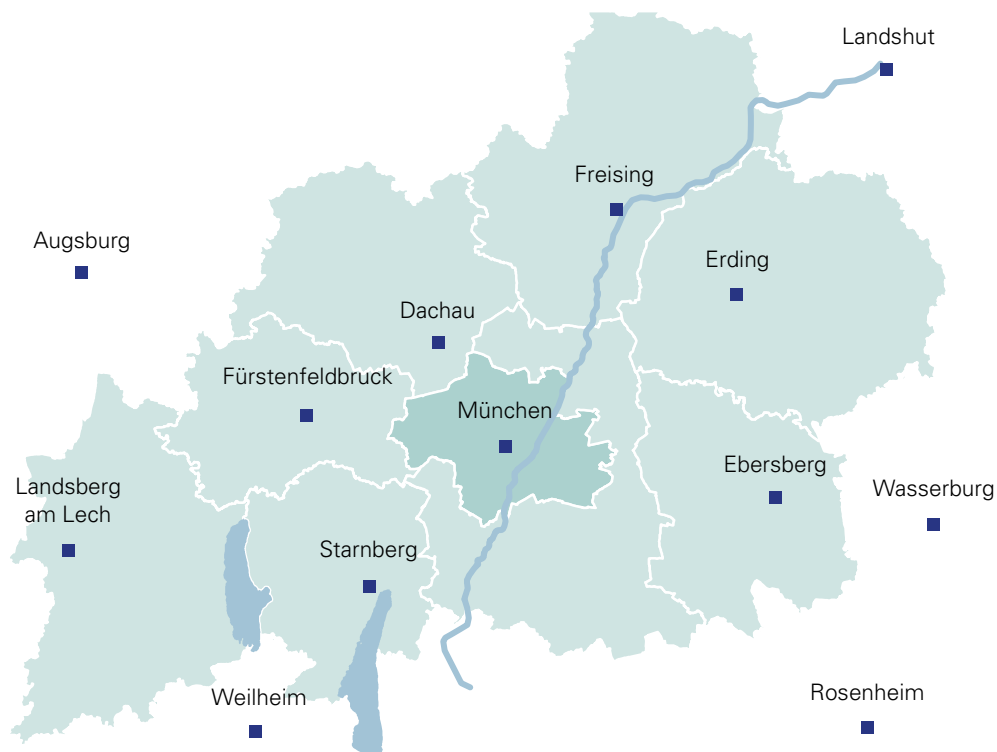 Landshut
Freising
Augsburg
Erding
Dachau
Fürstenfeldbruck
München
Ebersberg
Landsberg
am Lech
Wasserburg
Starnberg
Weilheim
Rosenheim